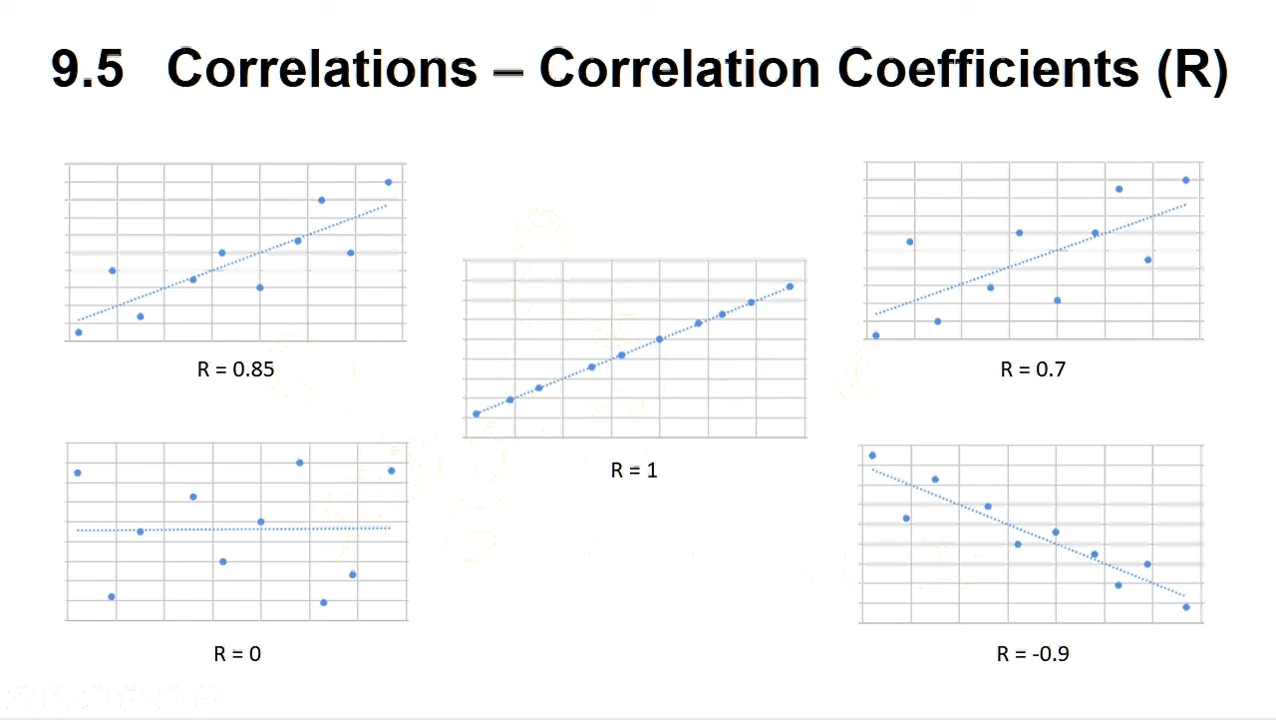 9.5 Correlations – Correlation Coefficients (R)
R = 0.85
R = 1
R = 0.7
R = 0
R = -0.9